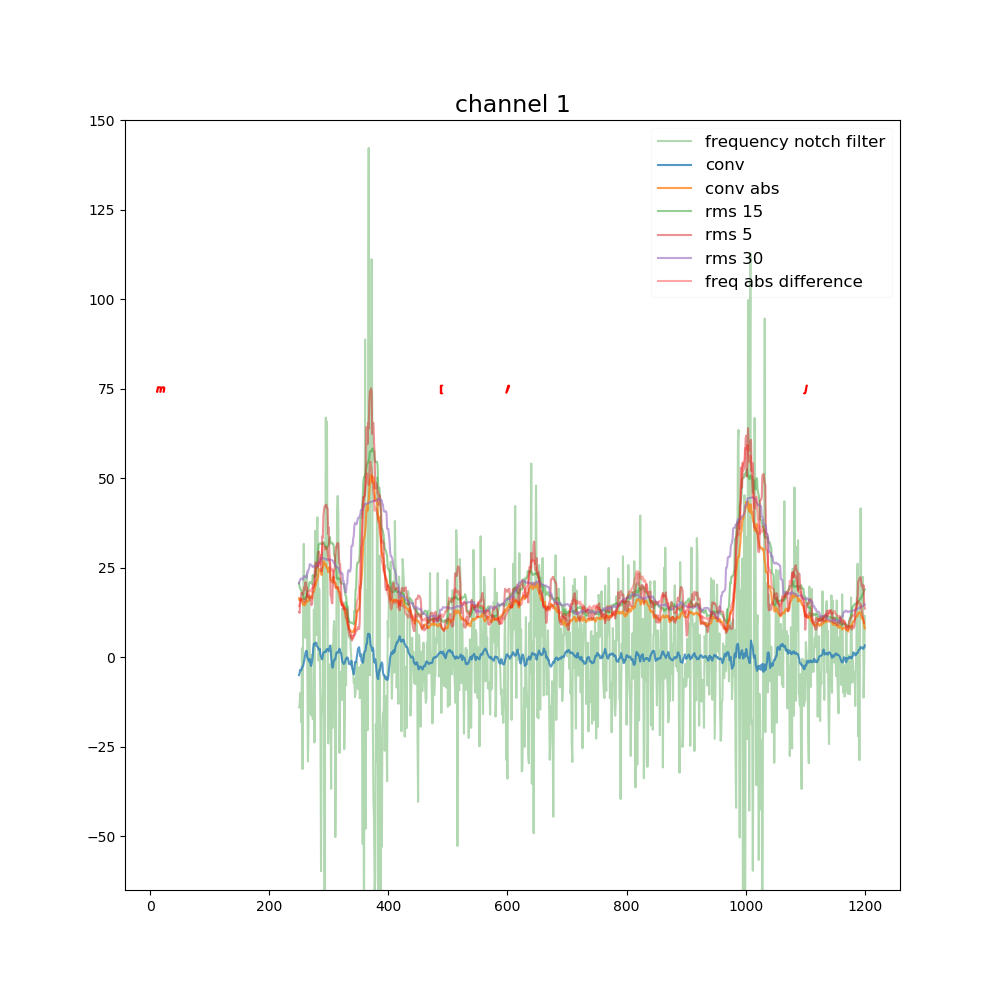 channel 1
150
frequency notch filter
conv
conv abs
rms 15
rms 5
rms 30
freq abs difference
125
100
75
m [ / J
50
25
0
−25
−50
0 200 400 600 800 1000 1200